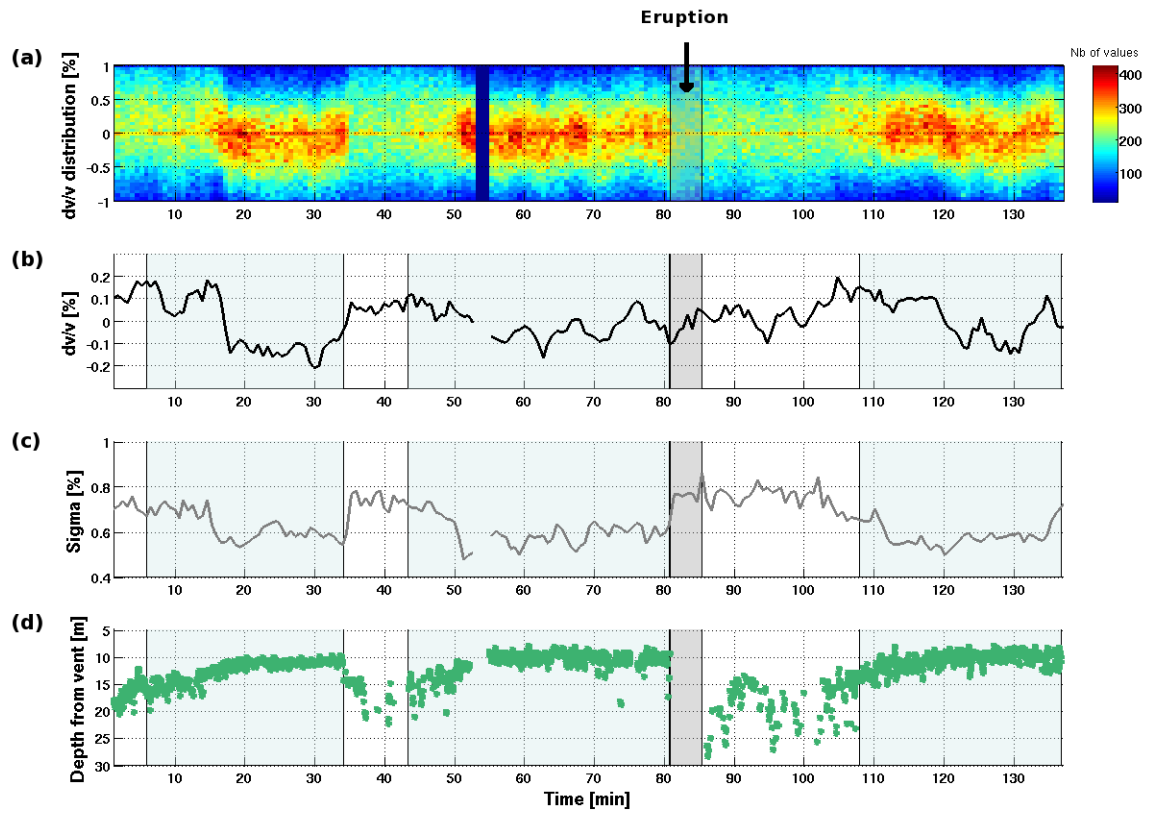 Eruption
(a)
dv/v distribution [%]
1
0.5
0
-0.5
-1
10 20 30 40 50 60 70 80 90 100 110 120 130
Nb of values
400
300
200
100
(b)
dv/v [%]
0.2
0.1
0
-0.1
-0.2
10 20 30 40 50 60 70 80 90 100 110 120 130
(c)
Sigma [%]
1
0.8
0.6
0.4
10 20 30 40 50 60 70 80 90 100 110 120 130
(d)
Depth from vent [m]
5
10
15
20
25
30
10 20 30 40 50 60 70 80 90 100 110 120 130
Time [min]